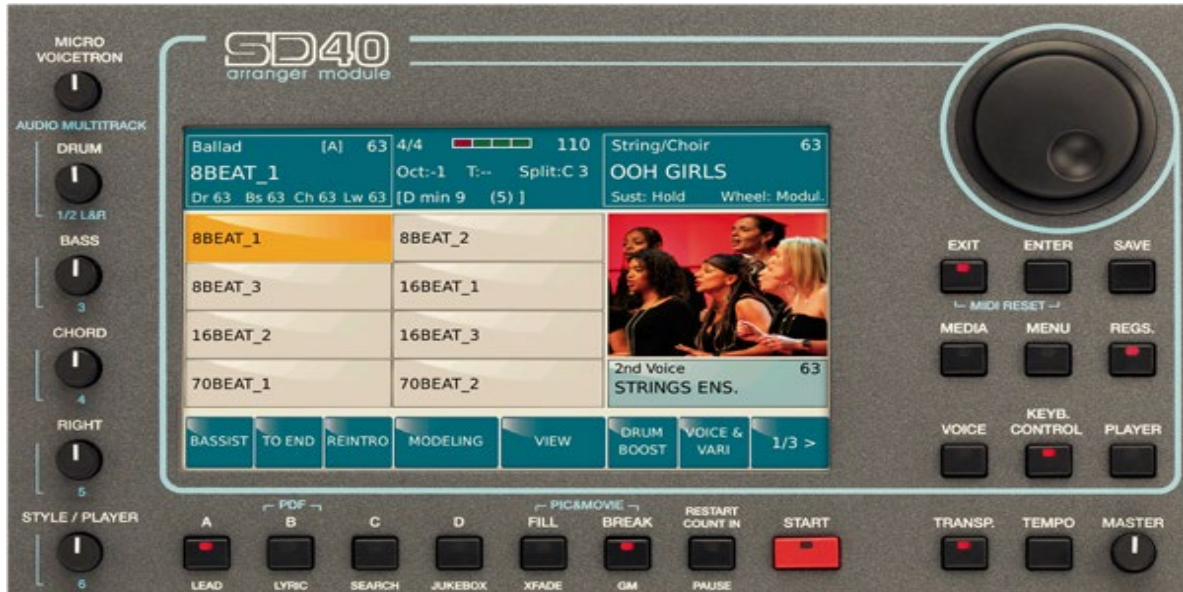 MICRO
VOICETRON
SD40
arranger module
AUDIO MULTITRACK
DRUM
1/2 L&R
BASS
3
CHORD
4
RIGHT
5
STYLE / PLAYER
6
Ballad [A] 63
8BEAT_1
Dr 63 Bs 63 Ch 63 Lw 63
4/4 110
Oct:-1 T:-- Split:C 3
[D min 9 (5) ]
String/Choir 63
OOH GIRLS
Sust: Hold Wheel: Modul.
8BEAT_1
8BEAT_2
8BEAT_3
16BEAT_1
16BEAT_2
16BEAT_3
70BEAT_1
70BEAT_2
2nd Voice 63
STRINGS ENS.
BASSIST
TO END
REINTRO
MODELING
VIEW
DRUM
BOOST
VOICE &
VARI
1/3 >
EXIT ENTER SAVE
MIDI RESET
MEDIA MENU REGS.
VOICE
KEYB.
CONTROL
PLAYER
PDF
PIC&MOVIE
A B C D FILL BREAK
RESTART
COUNT IN
START
TRANSP. TEMPO MASTER
LEAD LYRIC SEARCH JUKEBOX XFADE GM PAUSE